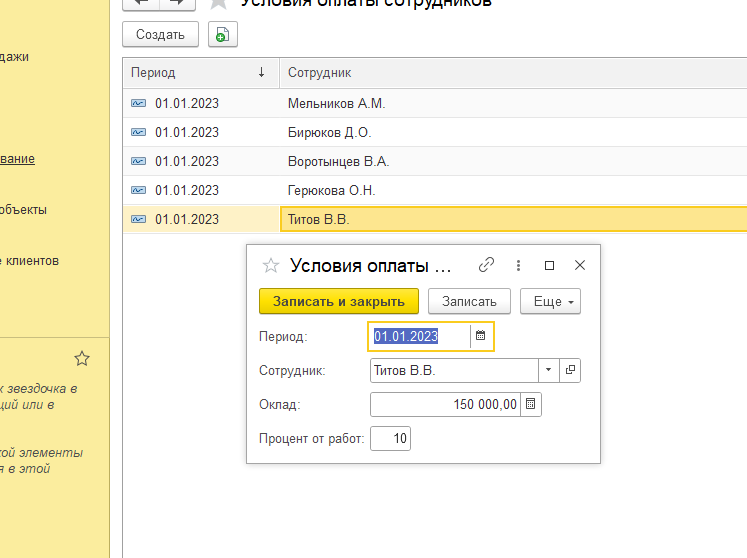 Условия оплаты сотрудников
Создать
Период ↓ Сотрудник
01.01.2023 Мельников А.М.
01.01.2023 Бирюков Д.О.
01.01.2023 Воротынцев В.А.
01.01.2023 Герюкова О.Н.
01.01.2023 Титов В.В.
дажи
вание
объекты
е клиентов
к звездочка в
ций или в
кой элементы
я в этой
Условия оплаты ...
Записать и закрыть Записать Еще
Период: 01.01.2023
Сотрудник: Титов В.В.
Оклад: 150 000,00
Процент от работ: 10